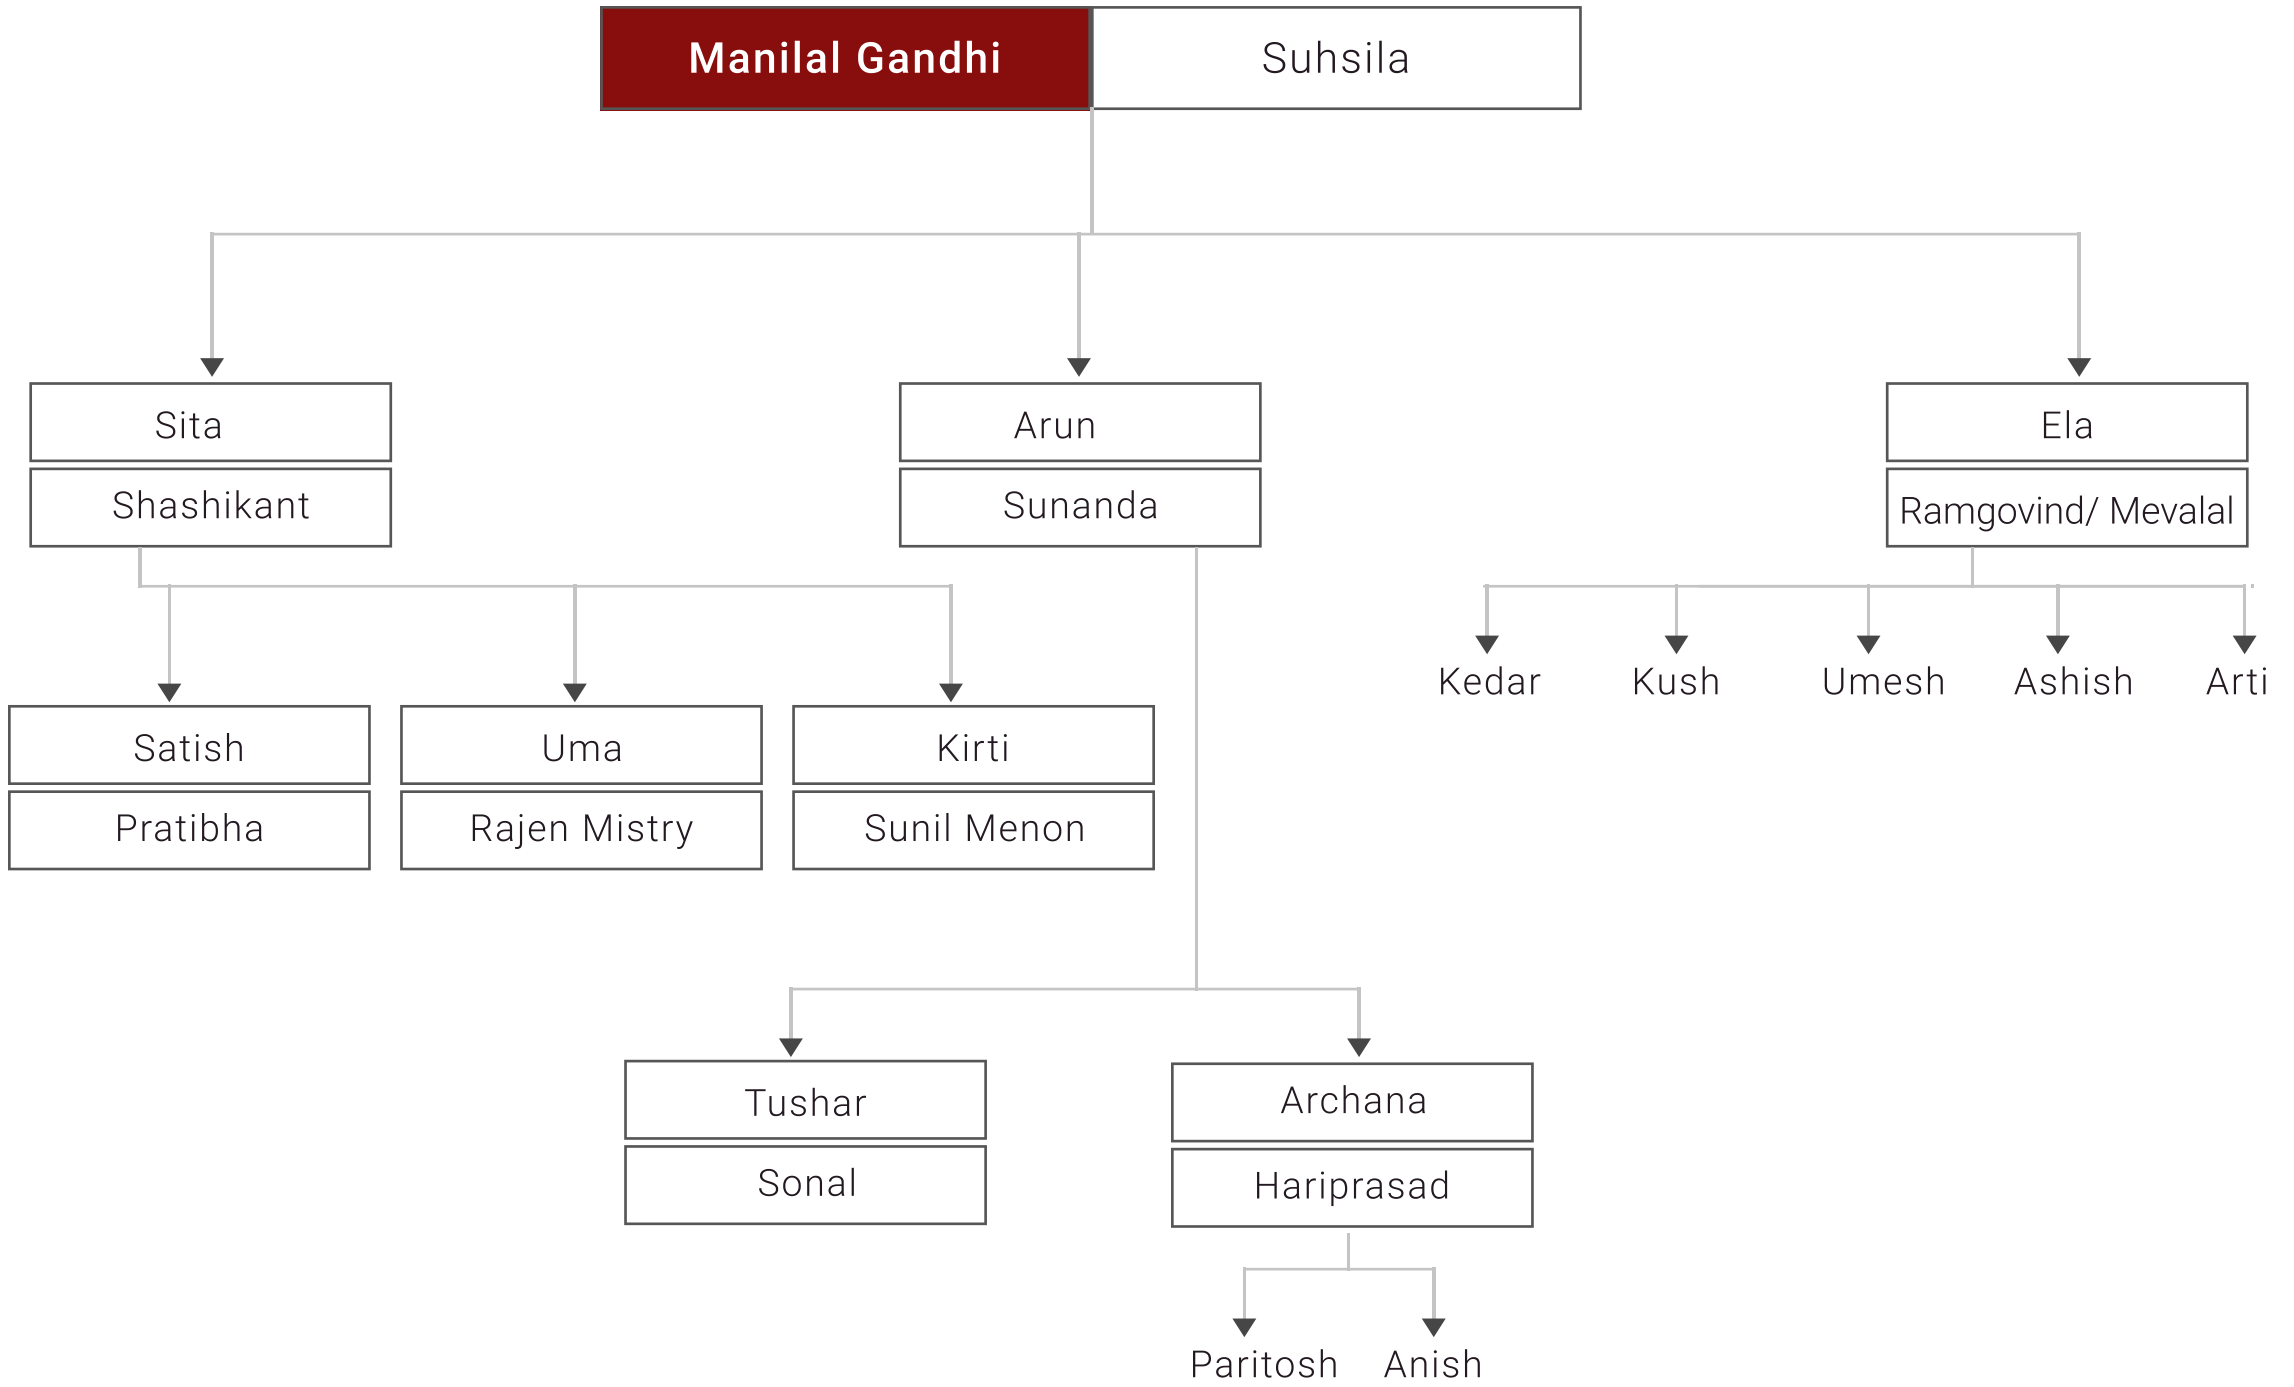 Manilal Gandhi
Suhsila
Sita
Arun
Ela
Shashikant
Sunanda
Ramgovind/ Mevalal
Kedar
Kush
Umesh
Ashish
Arti
Satish
Uma
Kirti
Pratibha
Rajen Mistry
Sunil Menon
Tushar
Archana
Sonal
Hariprasad
Paritosh
Anish